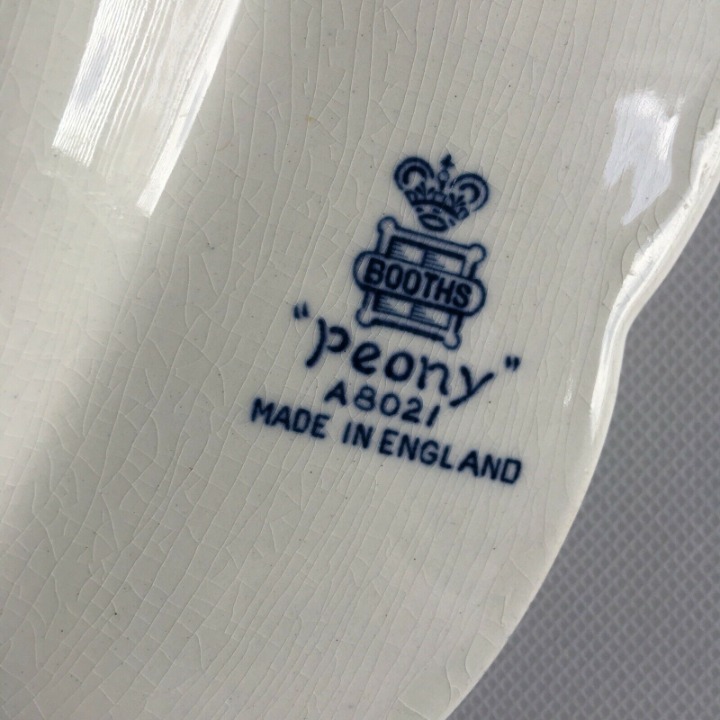 BOOTHS
"Peony"
A8021
MADE IN ENGLAND